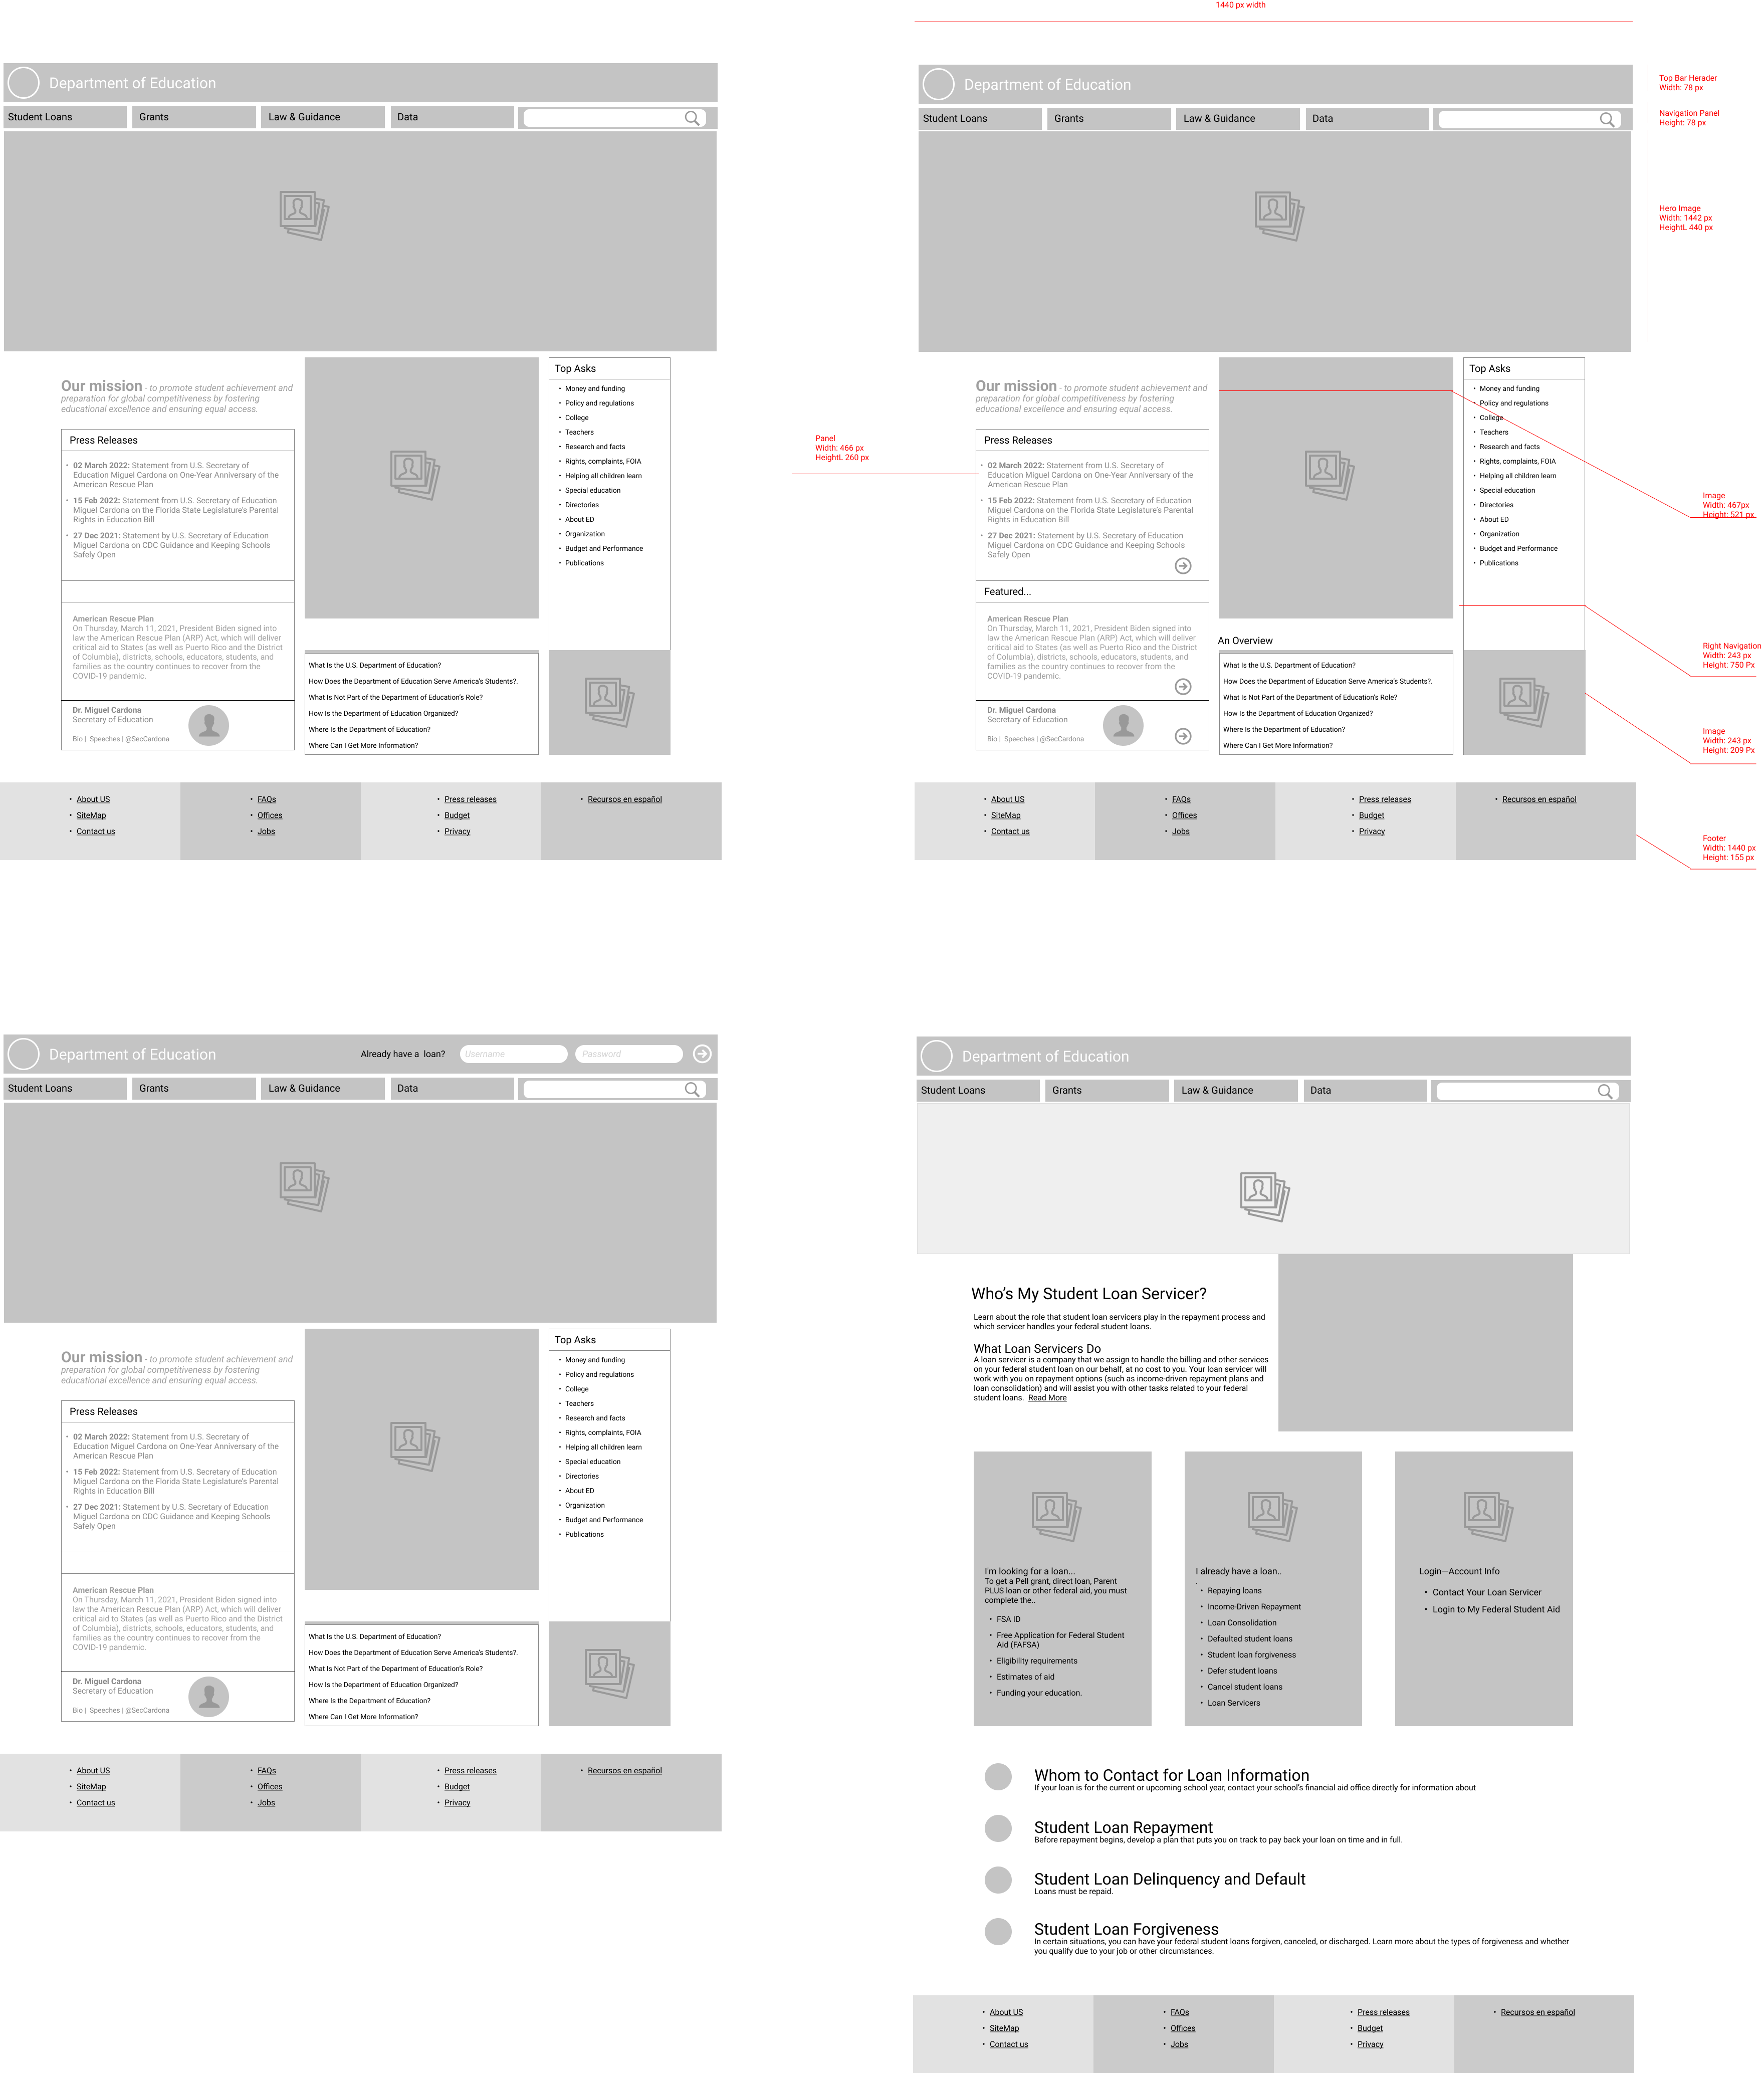 1440 px width
Department of Education
Student Loans
Grants
Law & Guidance
Data
Our mission - to promote student achievement and
preparation for global competitiveness by fostering
educational excellence and ensuring equal access.
Press Releases
• 02 March 2022: Statement from U.S. Secretary of
Education Miguel Cardona on One-Year Anniversary of the
American Rescue Plan
• 15 Feb 2022: Statement from U.S. Secretary of Education
Miguel Cardona on the Florida State Legislature's Parental
Rights in Education Bill
• 27 Dec 2021: Statement by U.S. Secretary of Education
Miguel Cardona on CDC Guidance and Keeping Schools
Safely Open
American Rescue Plan
On Thursday, March 11, 2021, President Biden signed into
law the American Rescue Plan (ARP) Act, which will deliver
critical aid to States (as well as Puerto Rico and the District
of Columbia), districts, schools, educators, students, and
families as the country continues to recover from the
COVID-19 pandemic.
Dr. Miguel Cardona
Secretary of Education
Bio | Speeches | @SecCardona
What Is the U.S. Department of Education?
How Does the Department of Education Serve America's Students?.
What Is Not Part of the Department of Education's Role?
How Is the Department of Education Organized?
Where Is the Department of Education?
Where Can I Get More Information?
Top Asks
• Money and funding
• Policy and regulations
• College
• Teachers
• Research and facts
• Rights, complaints, FOIA
• Helping all children learn
• Special education
• Directories
• About ED
• Organization
• Budget and Performance
• Publications
• About US
• SiteMap
• Contact us
• FAQs
• Offices
• Jobs
• Press releases
• Budget
• Privacy
• Recursos en español
Department of Education
Student Loans
Grants
Law & Guidance
Data
Our mission - to promote student achievement and
preparation for global competitiveness by fostering
educational excellence and ensuring equal access.
Press Releases
• 02 March 2022: Statement from U.S. Secretary of
Education Miguel Cardona on One-Year Anniversary of the
American Rescue Plan
• 15 Feb 2022: Statement from U.S. Secretary of Education
Miguel Cardona on the Florida State Legislature's Parental
Rights in Education Bill
• 27 Dec 2021: Statement by U.S. Secretary of Education
Miguel Cardona on CDC Guidance and Keeping Schools
Safely Open
Featured...
American Rescue Plan
On Thursday, March 11, 2021, President Biden signed into
law the American Rescue Plan (ARP) Act, which will deliver
critical aid to States (as well as Puerto Rico and the District
of Columbia), districts, schools, educators, students, and
families as the country continues to recover from the
COVID-19 pandemic.
Dr. Miguel Cardona
Secretary of Education
Bio | Speeches | @SecCardona
An Overview
What Is the U.S. Department of Education?
How Does the Department of Education Serve America's Students?.
What Is Not Part of the Department of Education's Role?
How Is the Department of Education Organized?
Where Is the Department of Education?
Where Can I Get More Information?
Top Asks
• Money and funding
• Policy and regulations
• College
• Teachers
• Research and facts
• Rights, complaints, FOIA
• Helping all children learn
• Special education
• Directories
• About ED
• Organization
• Budget and Performance
• Publications
• About US
• SiteMap
• Contact us
• FAQs
• Offices
• Jobs
• Press releases
• Budget
• Privacy
• Recursos en español
Panel
Width: 466 px
HeightL 260 px
Top Bar Herader
Width: 78 px
Navigation Panel
Height: 78 px
Hero Image
Width: 1442 px
HeightL 440 px
Image
Width: 467px
Height: 521 px
Right Navigation
Width: 243 px
Height: 750 Px
Image
Width: 243 px
Height: 209 Px
Footer
Width: 1440 px
Height: 155 px
Department of Education
Already have a loan?
Username
Password
Student Loans
Grants
Law & Guidance
Data
Our mission - to promote student achievement and
preparation for global competitiveness by fostering
educational excellence and ensuring equal access.
Press Releases
• 02 March 2022: Statement from U.S. Secretary of
Education Miguel Cardona on One-Year Anniversary of the
American Rescue Plan
• 15 Feb 2022: Statement from U.S. Secretary of Education
Miguel Cardona on the Florida State Legislature's Parental
Rights in Education Bill
• 27 Dec 2021: Statement by U.S. Secretary of Education
Miguel Cardona on CDC Guidance and Keeping Schools
Safely Open
American Rescue Plan
On Thursday, March 11, 2021, President Biden signed into
law the American Rescue Plan (ARP) Act, which will deliver
critical aid to States (as well as Puerto Rico and the District
of Columbia), districts, schools, educators, students, and
families as the country continues to recover from the
COVID-19 pandemic.
Dr. Miguel Cardona
Secretary of Education
Bio | Speeches | @SecCardona
What Is the U.S. Department of Education?
How Does the Department of Education Serve America's Students?.
What Is Not Part of the Department of Education's Role?
How Is the Department of Education Organized?
Where Is the Department of Education?
Where Can I Get More Information?
Top Asks
• Money and funding
• Policy and regulations
• College
• Teachers
• Research and facts
• Rights, complaints, FOIA
• Helping all children learn
• Special education
• Directories
• About ED
• Organization
• Budget and Performance
• Publications
• About US
• SiteMap
• Contact us
• FAQs
• Offices
• Jobs
• Press releases
• Budget
• Privacy
• Recursos en español
Department of Education
Student Loans
Grants
Law & Guidance
Data
Who's My Student Loan Servicer?
Learn about the role that student loan servicers play in the repayment process and
which servicer handles your federal student loans.
What Loan Servicers Do
A loan servicer is a company that we assign to handle the billing and other services
on your federal student loan on our behalf, at no cost to you. Your loan servicer will
work with you on repayment options (such as income-driven repayment plans and
loan consolidation) and will assist you with other tasks related to your federal
student loans. Read More
I'm looking for a loan...
To get a Pell grant, direct loan, Parent
PLUS loan or other federal aid, you must
complete the..
• FSA ID
• Free Application for Federal Student
Aid (FAFSA)
• Eligibility requirements
• Estimates of aid
• Funding your education.
I already have a loan..
.
• Repaying loans
• Income-Driven Repayment
• Loan Consolidation
• Defaulted student loans
• Student loan forgiveness
• Defer student loans
• Cancel student loans
• Loan Servicers
Login—Account Info
• Contact Your Loan Servicer
• Login to My Federal Student Aid
Whom to Contact for Loan Information
If your loan is for the current or upcoming school year, contact your school's financial aid office directly for information about
Student Loan Repayment
Before repayment begins, develop a plan that puts you on track to pay back your loan on time and in full.
Student Loan Delinquency and Default
Loans must be repaid.
Student Loan Forgiveness
In certain situations, you can have your federal student loans forgiven, canceled, or discharged. Learn more about the types of forgiveness and whether
you qualify due to your job or other circumstances.
• About US
• SiteMap
• Contact us
• FAQs
• Offices
• Jobs
• Press releases
• Budget
• Privacy
• Recursos en español